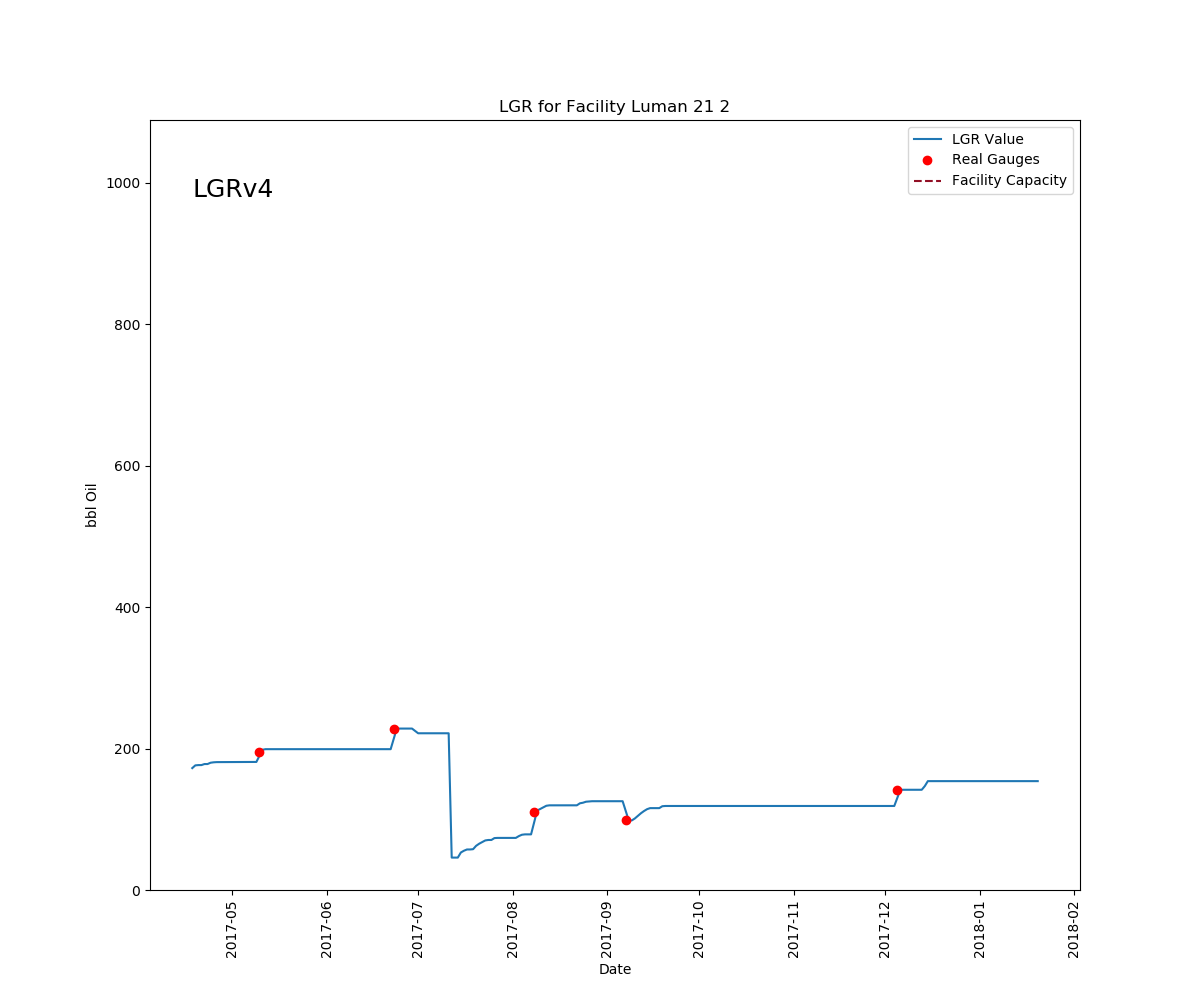 LGR for Facility Luman 21 2
LGRv4
LGR Value
Real Gauges
Facility Capacity
1000
800
600
400
200
0
bbl Oil
2017-05
2017-06
2017-07
2017-08
2017-09
2017-10
2017-11
2017-12
2018-01
2018-02
Date